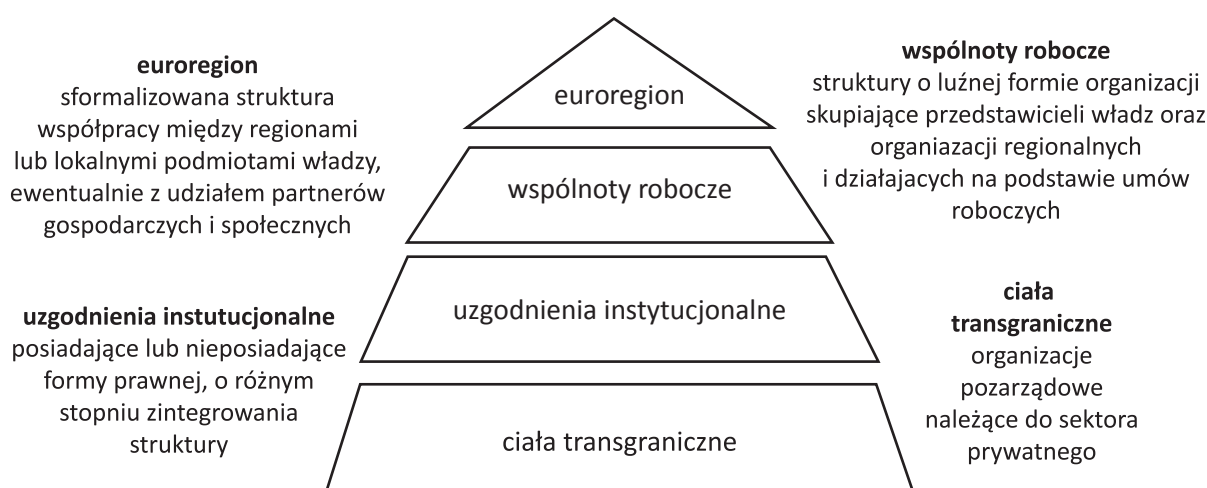 euroregion
sformalizowana struktura
współpracy między regionami
lub lokalnymi podmiotami władzy,
ewentualnie z udziałem partnerów
gospodarczych i społecznych
uzgodnienia instutucjonalne
posiadające lub nieposiadające
formy prawnej, o różnym
stopniu zintegrowania
struktury
euroregion
wspólnoty robocze
uzgodnienia instytucjonalne
ciała transgraniczne
wspólnoty robocze
struktury o luźnej formie organizacji
skupiające przedstawicieli władz oraz
organiazacji regionalnych
i działajacych na podstawie umów
roboczych
ciała
transgraniczne
organizacje
pozarządowe
należące do sektora
prywatnego